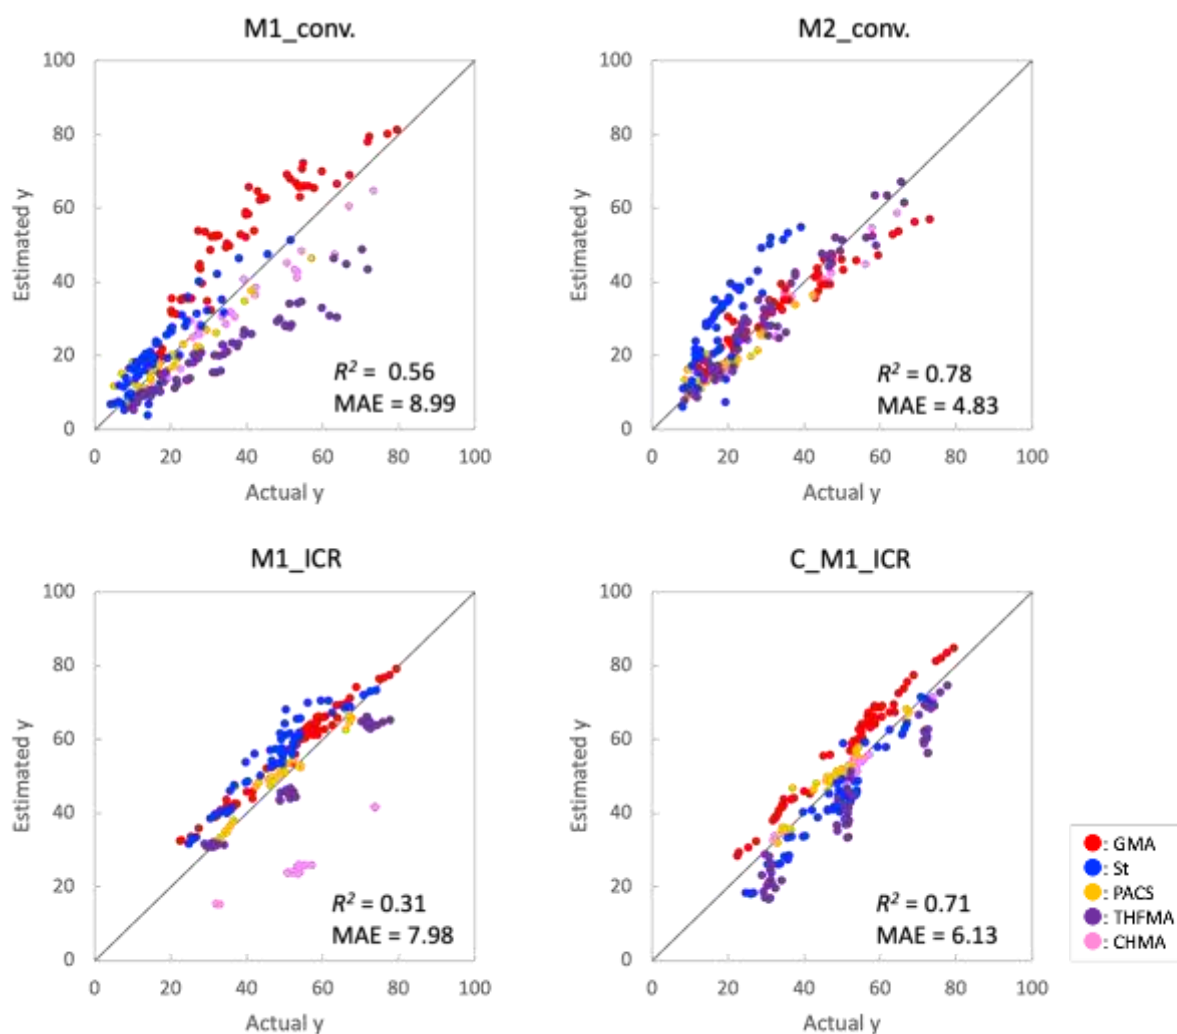 M1_conv.
100
80
60
40
20
0
Estimated y
R² = 0.56
MAE = 8.99
0 20 40 60 80 100
Actual y
M2_conv.
100
80
60
40
20
0
Estimated y
R² = 0.78
MAE = 4.83
0 20 40 60 80 100
Actual y
M1_ICR
100
80
60
40
20
0
Estimated y
R² = 0.31
MAE = 7.98
0 20 40 60 80 100
Actual y
C_M1_ICR
100
80
60
40
20
0
Estimated y
R² = 0.71
MAE = 6.13
0 20 40 60 80 100
Actual y
: GMA
: St
: PACS
: THFMA
: CHMA